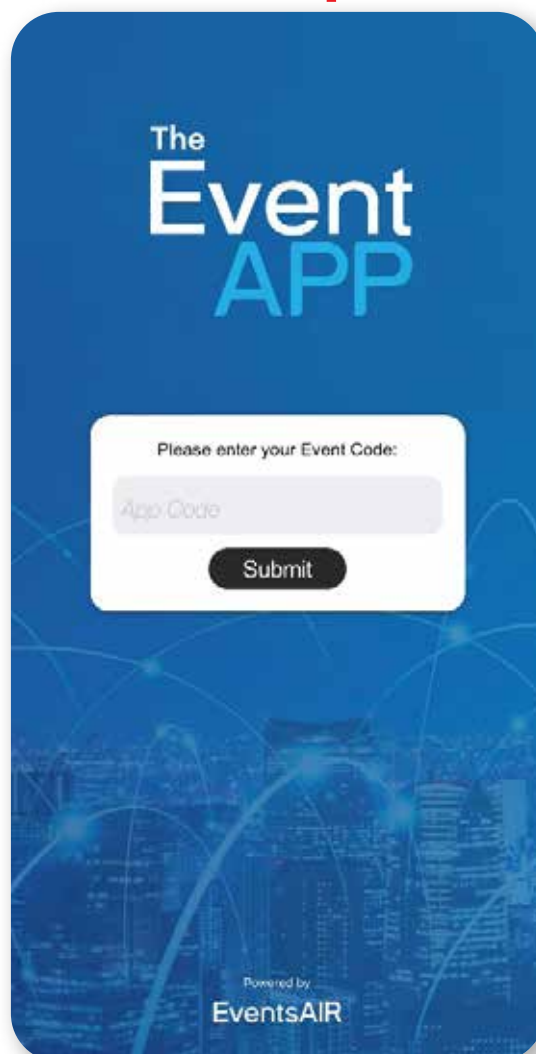 The
Event
APP
Please enter your Event Code:
App Code
Submit
Powered by
EventsAIR